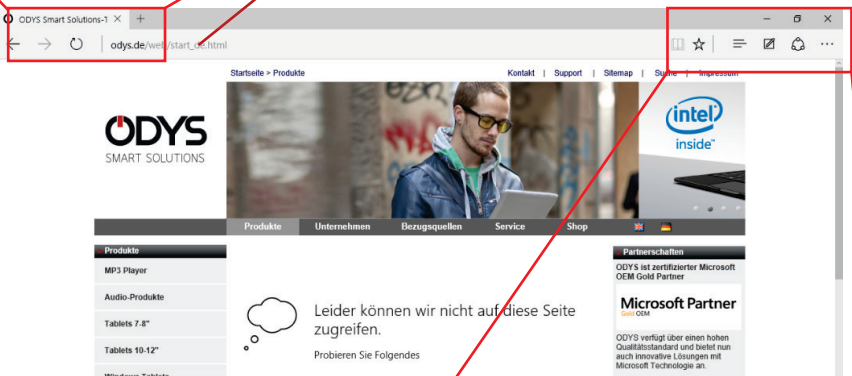 ODYS Smart Solutions-T
odys.de/web/start_de.html
Startseite > Produkte
Kontakt | Support | Sitemap | Suche | Impressum
ODYS
SMART SOLUTIONS
intel
inside™
Produkte Unternehmen Bezugsquellen Service Shop
Produkte
MP3 Player
Audio-Produkte
Tablets 7-8"
Tablets 10-12"
Windows Tablets
Leider können wir nicht auf diese Seite
zugreifen.
Probieren Sie Folgendes
Partnerschaften
ODYS ist zertifizierter Microsoft
OEM Gold Partner
Microsoft Partner
Gold OEM
ODYS verfügt über einen hohen
Qualitätsstandard und bietet nun
auch innovative Lösungen mit
Microsoft Technologie an.